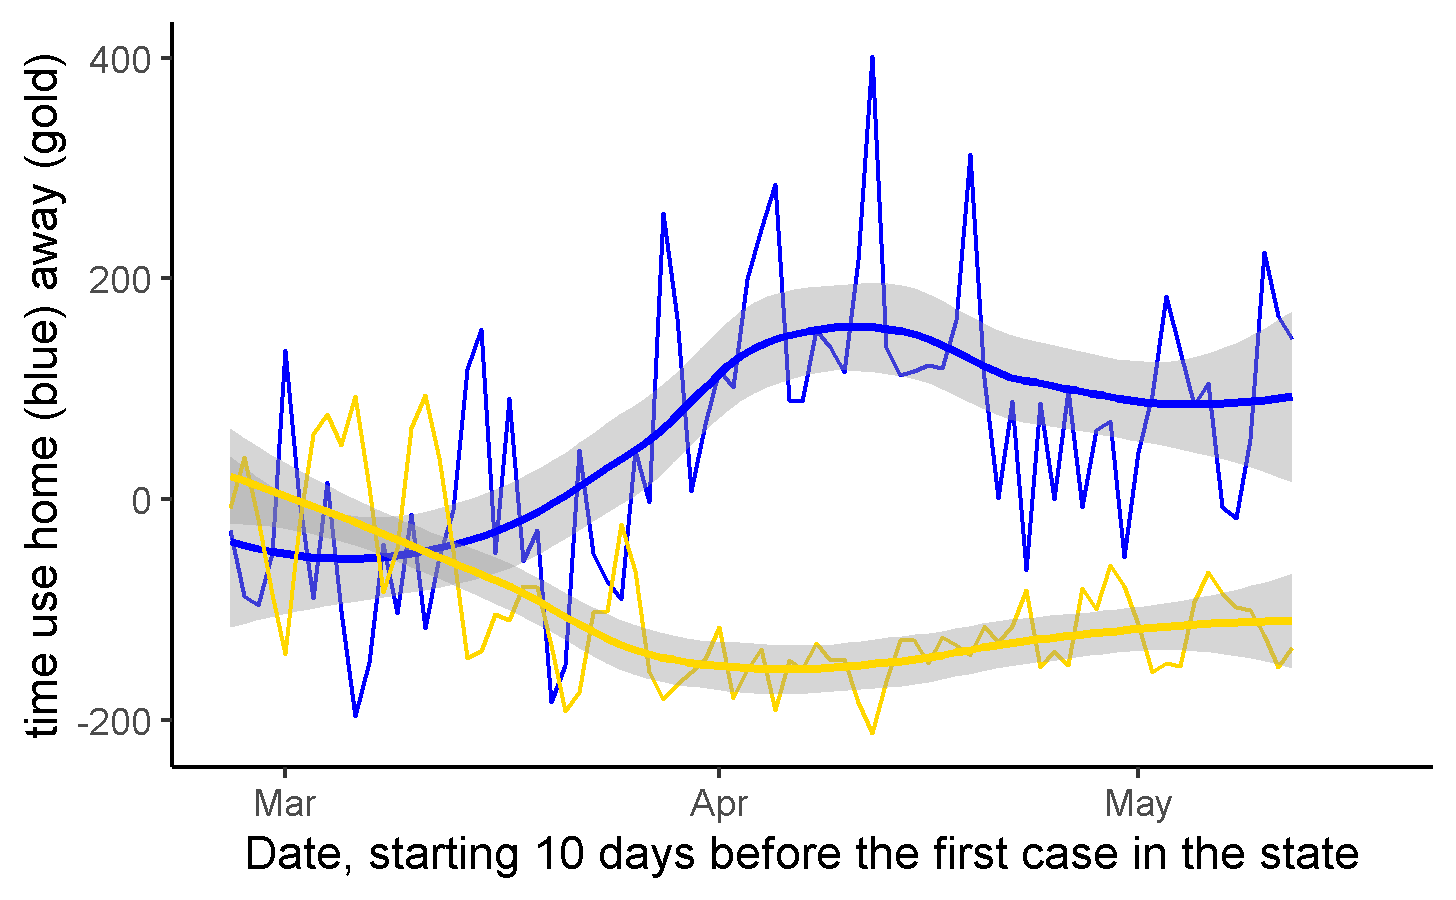 time use home (blue) away (gold)
400
200
0
-200
Mar Apr May
Date, starting 10 days before the first case in the state